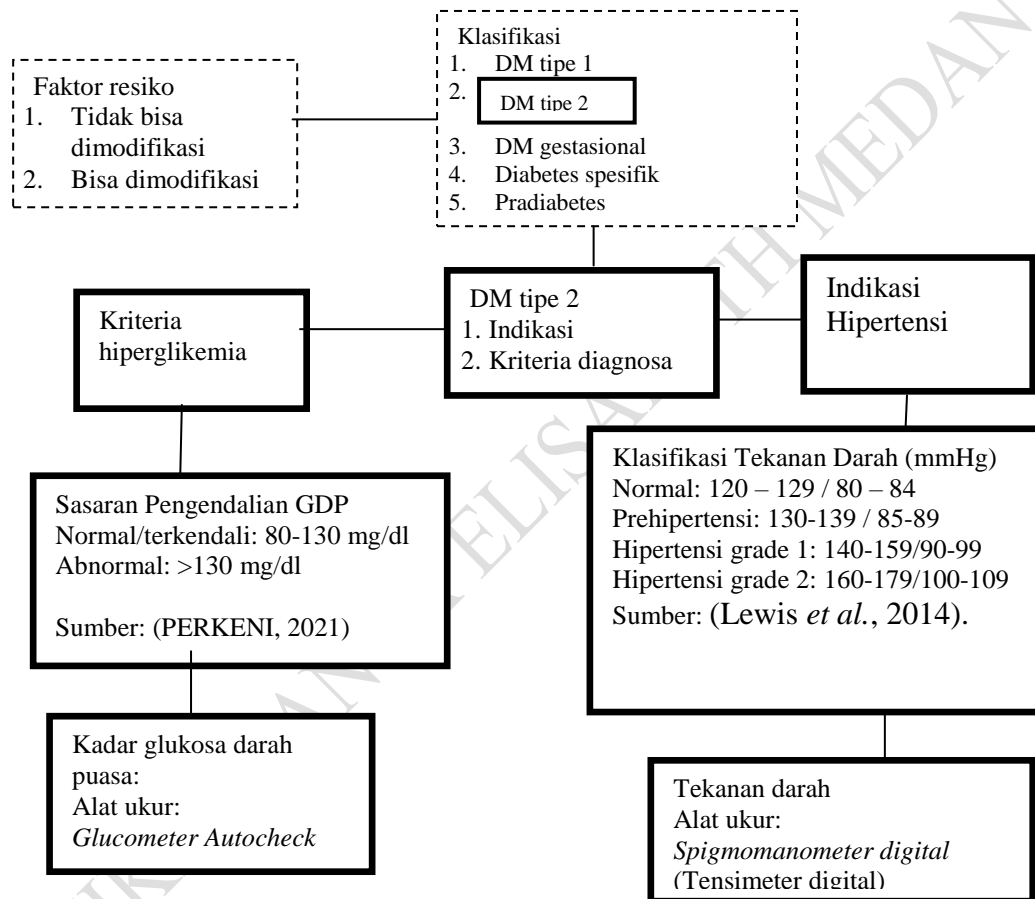 Klasifikasi
1. DM tipe 1
2. DM tipe 2
3. DM gestasional
4. Diabetes spesifik
5. Pradiabetes
Faktor resiko
1. Tidak bisa
dimodifikasi
2. Bisa dimodifikasi
Kriteria
hiperglikemia
DM tipe 2
1. Indikasi
2. Kriteria diagnosa
Indikasi
Hipertensi
Sasaran Pengendalian GDP
Normal/terkendali: 80-130 mg/dl
Abnormal: >130 mg/dl
Sumber: (PERKENI, 2021)
Klasifikasi Tekanan Darah (mmHg)
Normal: 120 – 129 / 80 – 84
Prehipertensi: 130-139 / 85-89
Hipertensi grade 1: 140-159/90-99
Hipertensi grade 2: 160-179/100-109
Sumber: (Lewis et al., 2014).
Kadar glukosa darah
puasa:
Alat ukur:
Glucometer Autocheck
Tekanan darah
Alat ukur:
Spigmomanometer digital
(Tensimeter digital)
MEDAN